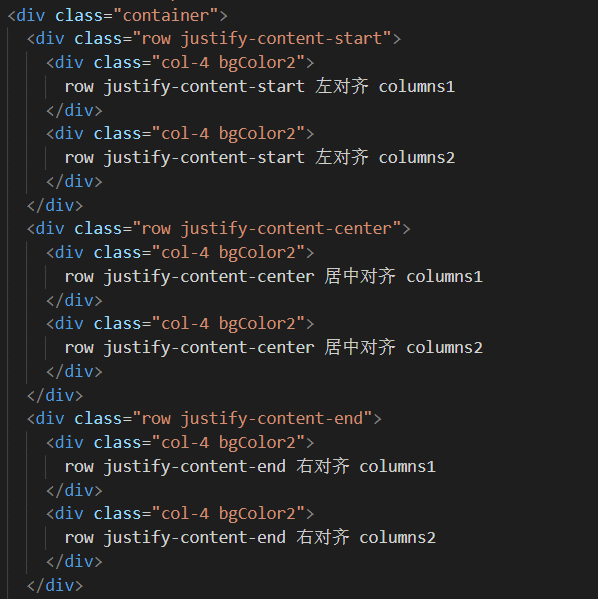 <div class="container">
<div class="row justify-content-start">
<div class="col-4 bgColor2">
row justify-content-start 左对齐 columns1
</div>
<div class="col-4 bgColor2">
row justify-content-start 左对齐 columns2
</div>
</div>
<div class="row justify-content-center">
<div class="col-4 bgColor2">
row justify-content-center 居中对齐 columns1
</div>
<div class="col-4 bgColor2">
row justify-content-center 居中对齐 columns2
</div>
</div>
<div class="row justify-content-end">
<div class="col-4 bgColor2">
row justify-content-end 右对齐 columns1
</div>
<div class="col-4 bgColor2">
row justify-content-end 右对齐 columns2
</div>
</div>